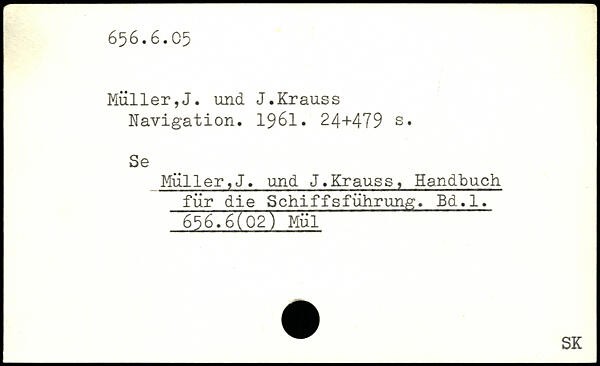 656.6.05
Müller,J. und J.Krauss
Navigation. 1961. 24+479 s.
Se
Müller,J. und J.Krauss, Handbuch
für die Schiffsführung. Bd.1.
656.6(02) Mül
SK